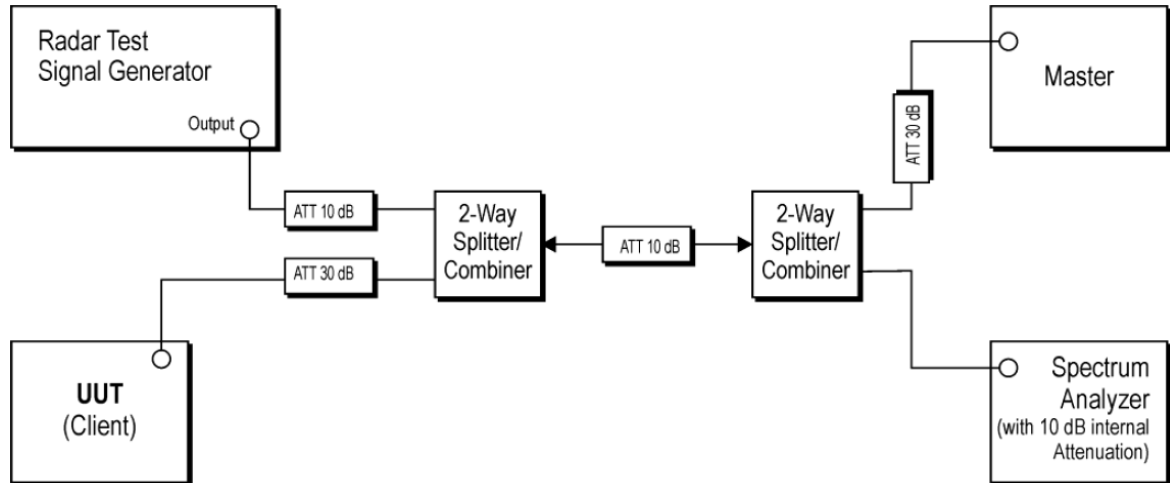 Radar Test
Signal Generator
Output
ATT 10 dB
ATT 30 dB
UUT
(Client)
2-Way
Splitter/
Combiner
ATT 10 dB
2-Way
Splitter/
Combiner
ATT 30 dB
Master
Spectrum
Analyzer
(with 10 dB internal
Attenuation)